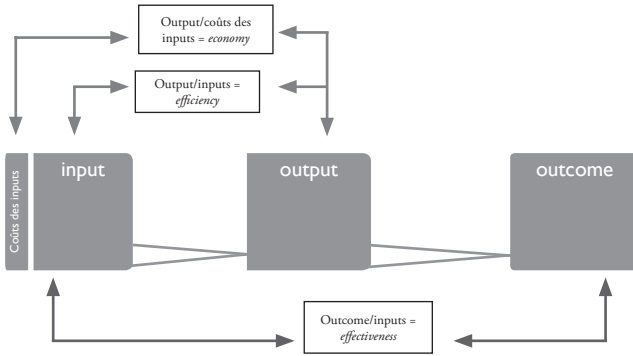 Output/coûts des
inputs = economy
Output/inputs =
efficiency
Coûts des inputs
input
output
outcome
Outcome/inputs =
effectiveness